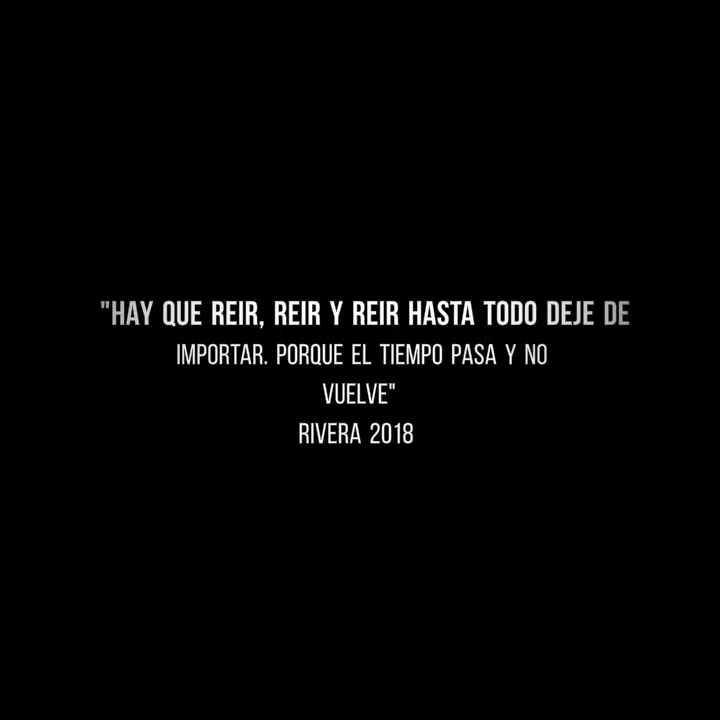 "HAY QUE REIR, REIR Y REIR HASTA TODO DEJE DE
IMPORTAR. PORQUE EL TIEMPO PASA Y NO
VUELVE"
RIVERA 2018